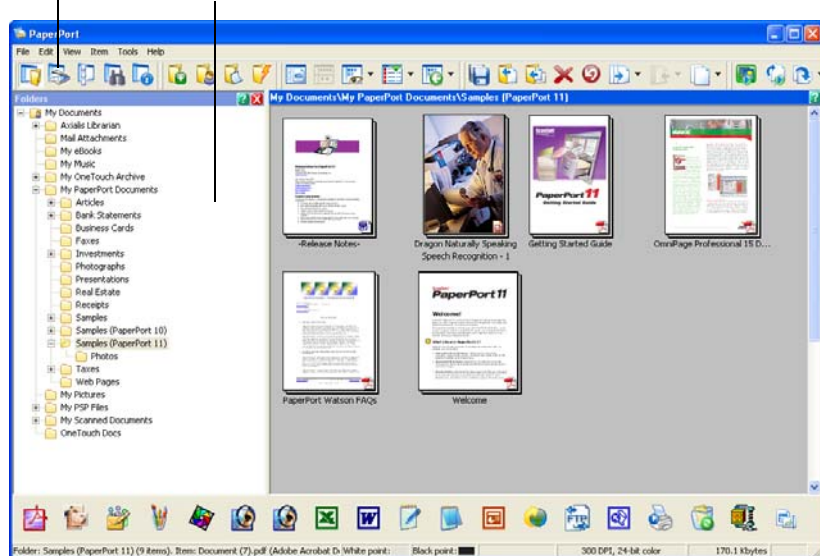 PaperPort
File Edit View Item Tools Help
Folders
My Documents\My PaperPort Documents\Samples (PaperPort 11)
My Documents
Axialis Librarian
Mail Attachments
My eBooks
My Music
My OneTouch Archive
My PaperPort Documents
Articles
Bank Statements
Business Cards
Faxes
Investments
Photographs
Presentations
Real Estate
Receipts
Samples
Samples (PaperPort 10)
Samples (PaperPort 11)
Photos
Taxes
Web Pages
My Pictures
My PSP Files
My Scanned Documents
OneTouch Docs
-Release Notes-
Dragon Naturally Speaking
Speech Recognition - 1
PaperPort 11
Getting Started Guide
Getting Started Guide
OmniPage Professional 15 D...
PaperPort Watson FAQs
PaperPort 11
Welcome!
Welcome
FTP
Folder: Samples (PaperPort 11) (9 items). Item: Document (7).pdf (Adobe Acrobat D White point: Black point: 300 DPI, 24-bit color 170.1 Kbytes